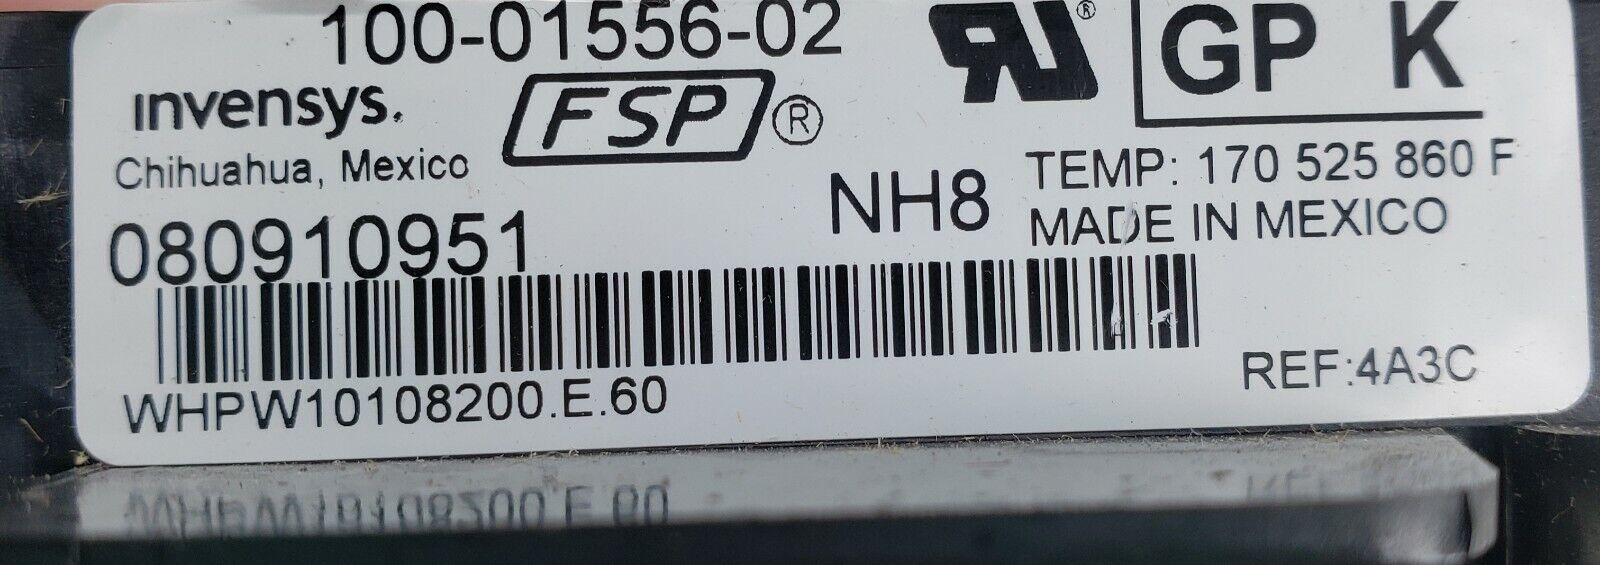 100-01556-02
RU®
GP K
invensys.
FSP®
Chihuahua, Mexico
NH8
TEMP: 170 525 860 F
MADE IN MEXICO
080910951
WHPW10108200.E.60
REF:4A3C